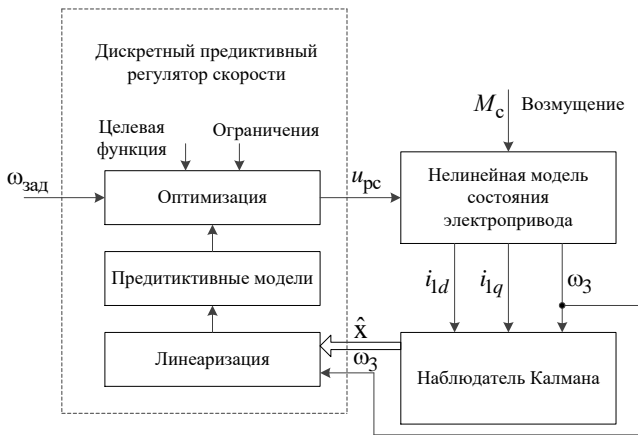 Дискретный предиктивный
регулятор скорости
Целевая
функция
Ограничения
ω_зад
Оптимизация
u_рс
M_с
Возмущение
Нелинейная модель
состояния
электропривода
Предитиктивные модели
i_1d
i_1q
ω_3
Линеаризация
x̂
ω_3
Наблюдатель Калмана